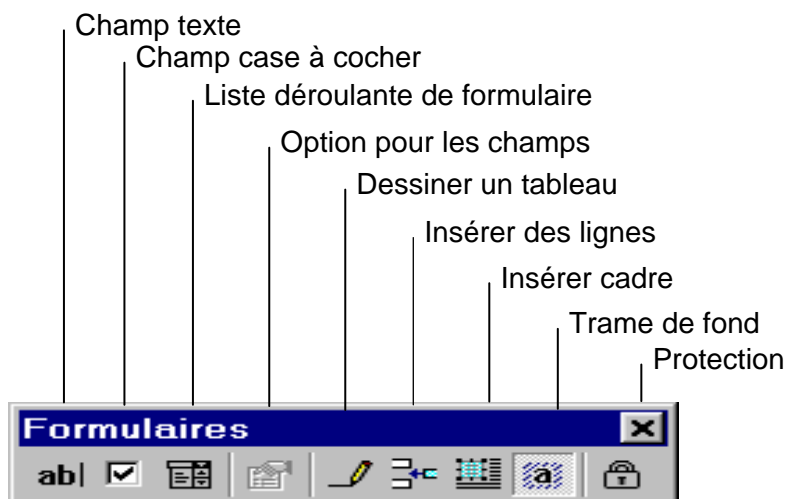 Champ texte
Champ case à cocher
Liste déroulante de formulaire
Option pour les champs
Dessiner un tableau
Insérer des lignes
Insérer cadre
Trame de fond
Protection
Formulaires
ab|
a